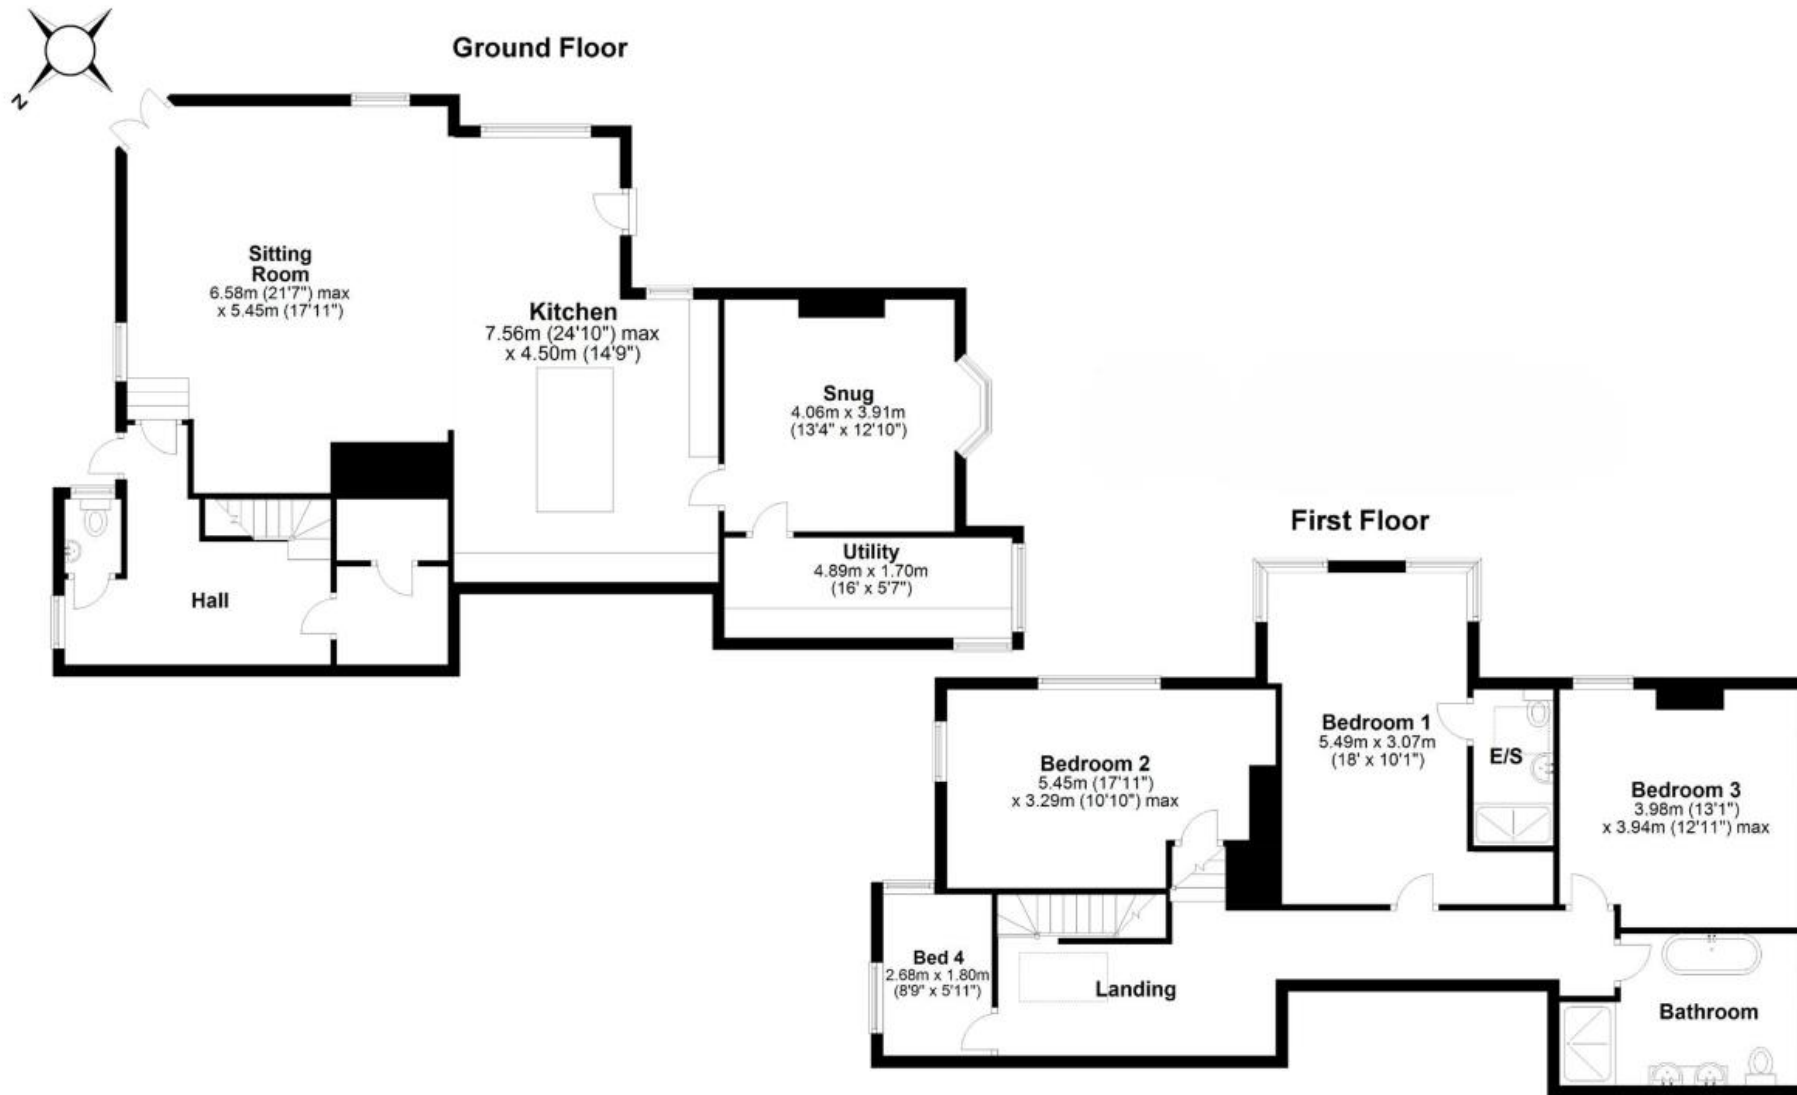 Ground Floor
N
Sitting
Room
6.58m (21'7") max
x 5.45m (17'11")
Kitchen
7.56m (24'10") max
x 4.50m (14'9")
Snug
4.06m x 3.91m
(13'4" x 12'10")
Utility
4.89m x 1.70m
(16' x 5'7")
Hall
First Floor
Bedroom 1
5.49m x 3.07m
(18' x 10'1")
E/S
Bedroom 2
5.45m (17'11")
x 3.29m (10'10") max
Bedroom 3
3.98m (13'1")
x 3.94m (12'11") max
Bed 4
2.68m x 1.80m
(8'9" x 5'11")
Landing
Bathroom